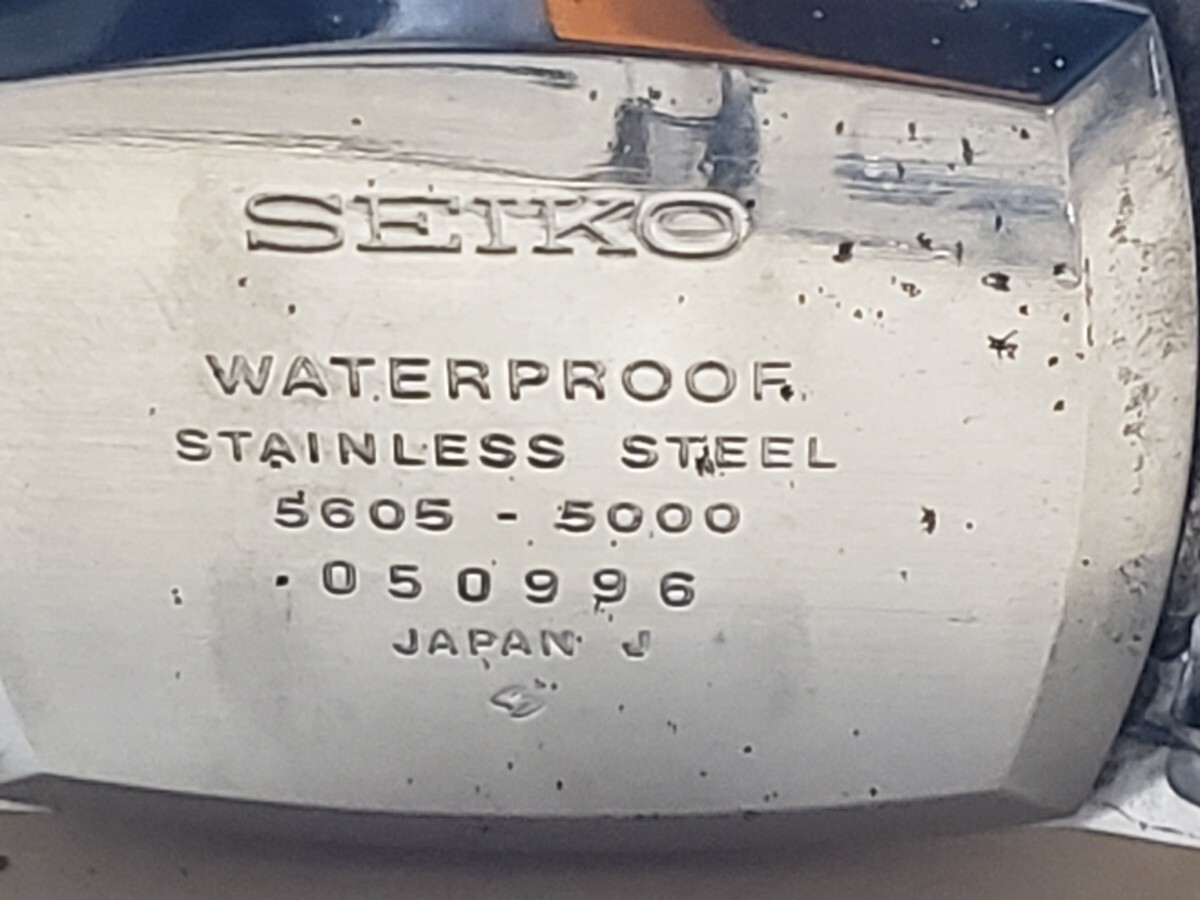 SEIKO
WATERPROOF
STAINLESS STEEL
5605 - 5000
050996
JAPAN J